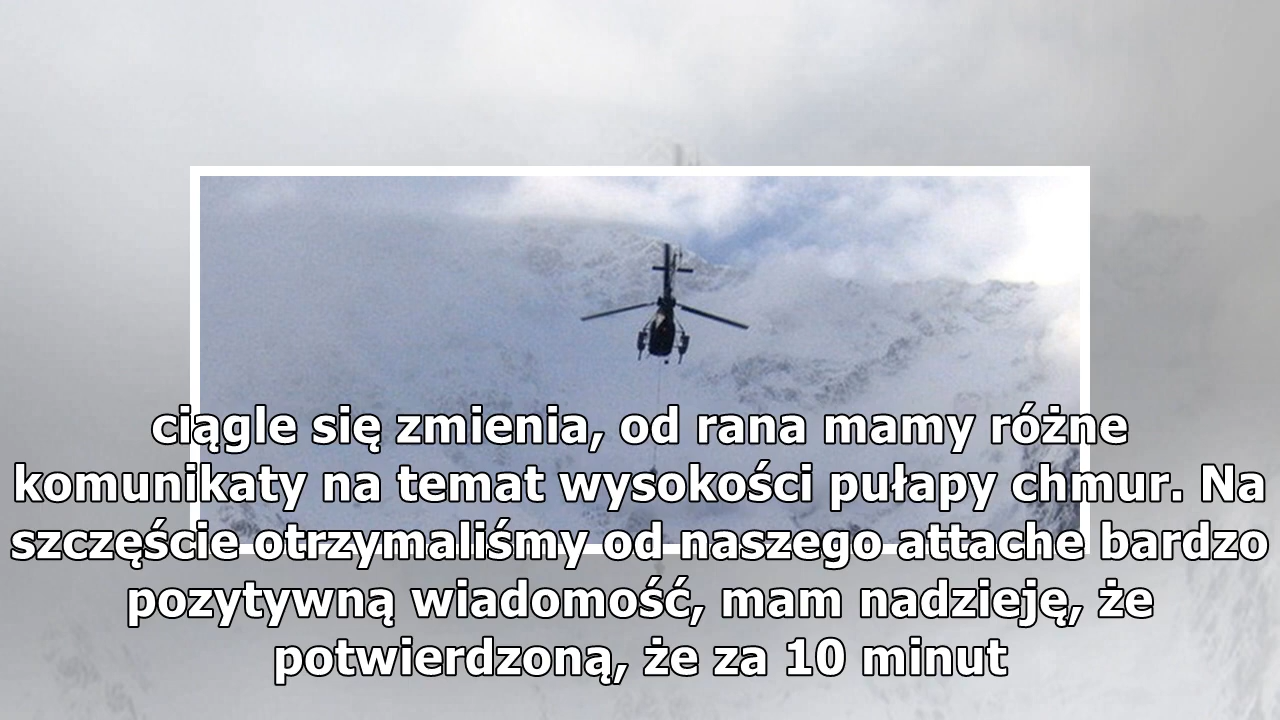 ciągle się zmienia, od rana mamy różne
komunikaty na temat wysokości pułapy chmur. Na
szczęście otrzymaliśmy od naszego attache bardzo
pozytywną wiadomość, mam nadzieję, że
potwierdzoną, że za 10 minut